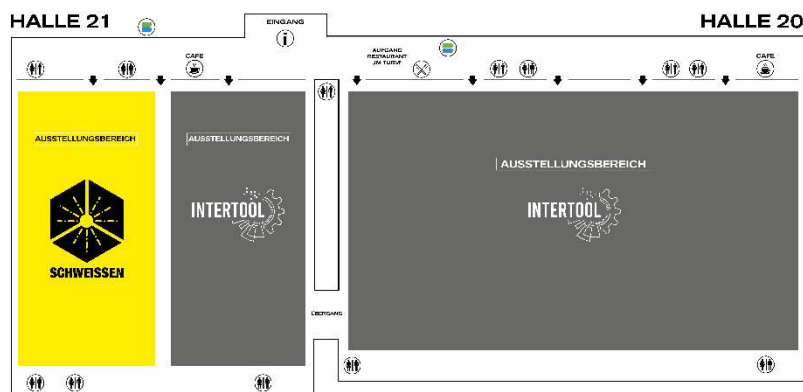 HALLE 21
EINGANG
HALLE 20
CAFE
AUFGANG
RESTAURANT
„IM TURM“
CAFE
AUSSTELLUNGSBEREICH
AUSSTELLUNGSBEREICH
AUSSTELLUNGSBEREICH
INTERTOOL
INTERTOOL
SCHWEISSEN
ÜBERGANG